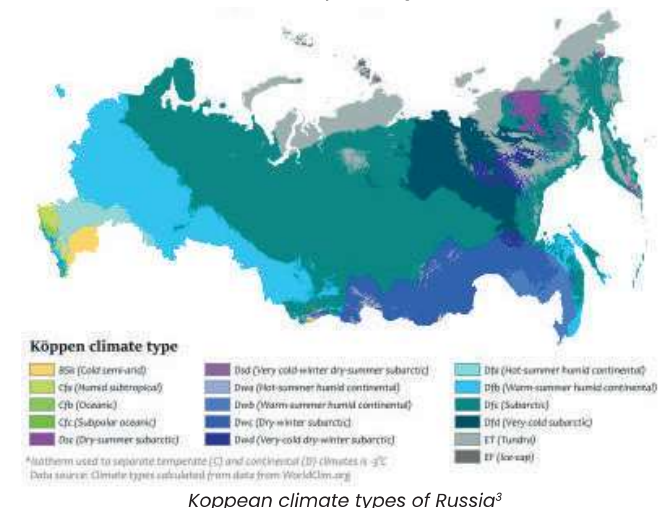 Köppen climate type
BSk (Cold semi-arid)
Cfa (Humid subtropical)
Cfb (Oceanic)
Cfc (Subpolar oceanic)
Dsc (Dry-summer subarctic)
Dsd (Very cold-winter dry-summer subarctic)
Dwa (Hot-summer humid continental)
Dwb (Warm-summer humid continental)
Dwc (Dry-winter subarctic)
Dwd (Very-cold dry-winter subarctic)
Dfa (Hot-summer humid continental)
Dfb (Warm-summer humid continental)
Dfc (Subarctic)
Dfd (Very-cold subarctic)
ET (Tundra)
EF (Ice-cap)
*Isotherm used to separate temperate (C) and continental (D) climates is -3°C
Data source: Climate types calculated from data from WorldClim.org
Koppean climate types of Russia³